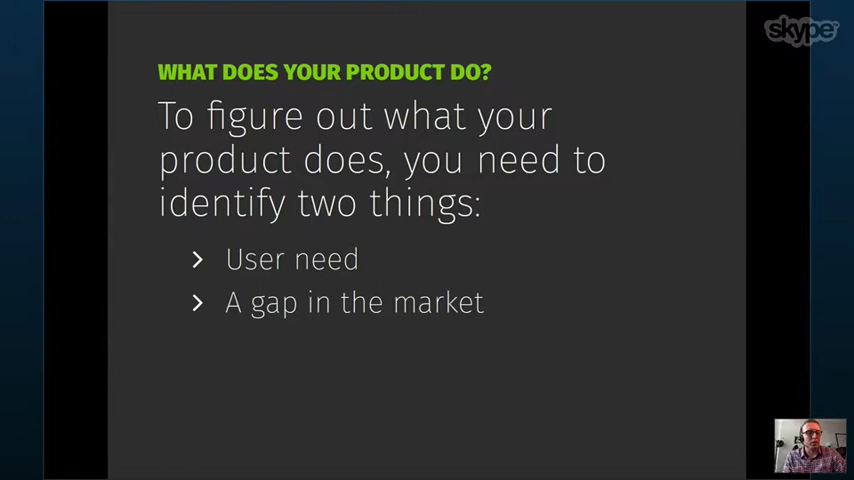 skype
WHAT DOES YOUR PRODUCT DO?
To figure out what your
product does, you need to
identify two things:
> User need
> A gap in the market